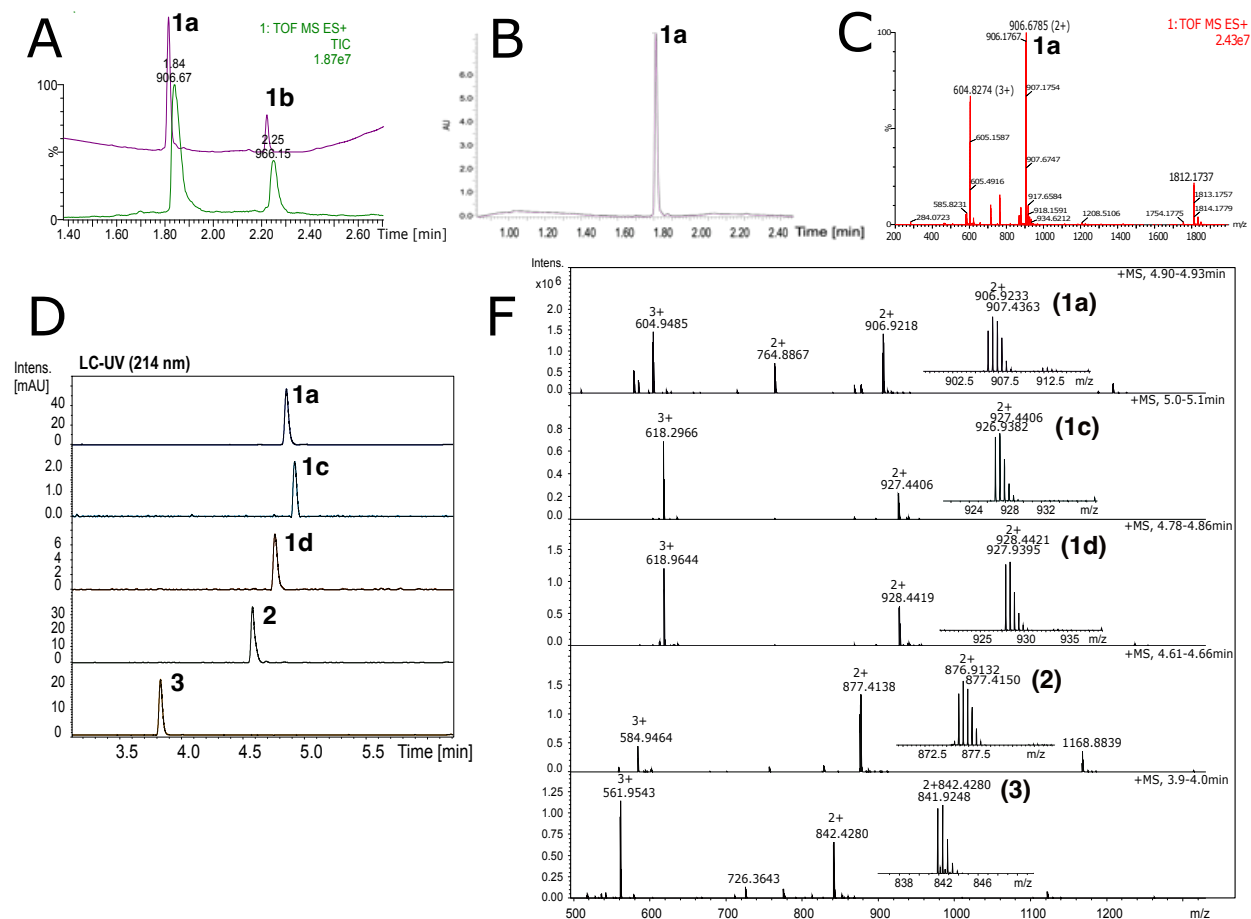 A
1a
1: TOF MS ES+
TIC
1.87e7
1.84
906.67
100
1b
2.25
966.15
%
0
1.40 1.60 1.80 2.00 2.20 2.40 2.60
Time [min]
B
1a
6.0
5.0
4.0
AU
3.0
2.0
1.0
0.0
1.00 1.20 1.40 1.60 1.80 2.00 2.20 2.40
Time [min]
C
906.6785 (2+)
1: TOF MS ES+
2.43e7
100
906.1767
1a
604.8274 (3+)
907.1754
%
605.1587
907.6747
605.4916
917.6584
1812.1737
1813.1757
585.8231
918.1591
1814.1779
284.0723
934.6212
1208.5106
1754.1775
0
200 400 600 800 1000 1200 1400 1600 1800
m/z
D
LC-UV (214 nm)
Intens.
[mAU]
1a
40
20
0
1c
2.0
1.0
0.0
1d
6
4
2
0
2
30
20
10
0
3
20
10
0
3.5 4.0 4.5 5.0 5.5 Time [min]
F
Intens.
x10⁶
+MS, 4.90-4.93min
(1a)
2.0
1.5
1.0
0.5
0.0
3+
604.9485
2+
764.8867
2+
906.9218
2+
906.9233
907.4363
902.5 907.5 912.5 m/z
+MS, 5.0-5.1min
(1c)
0.8
0.6
0.4
0.2
0.0
3+
618.2966
2+
927.4406
2+
927.4406
926.9382
924 928 932 m/z
+MS, 4.78-4.86min
(1d)
1.5
1.0
0.5
0.0
3+
618.9644
2+
928.4419
2+
928.4421
927.9395
925 930 935 m/z
+MS, 4.61-4.66min
(2)
1.5
1.0
0.5
0.0
3+
584.9464
2+
877.4138
2+
876.9132
877.4150
1168.8839
872.5 877.5 m/z
+MS, 3.9-4.0min
(3)
1.25
1.00
0.75
0.50
0.25
0.00
3+
561.9543
726.3643
2+
842.4280
2+842.4280
841.9248
838 842 846 m/z
500 600 700 800 900 1000 1100 1200 m/z